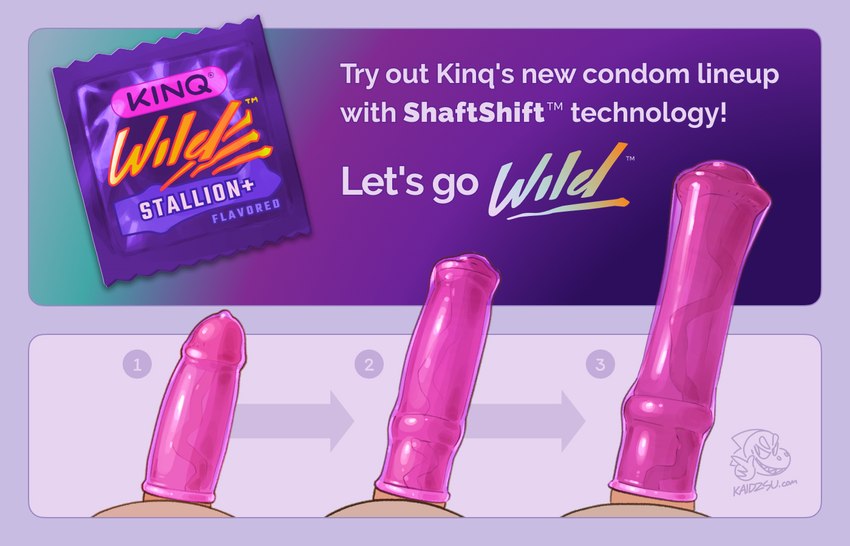 KINQ®
Wild™
STALLION+
FLAVORED
Try out Kinq's new condom lineup
with ShaftShift™ technology!
Let's go Wild™
1
2
3
KAIDZSU.com